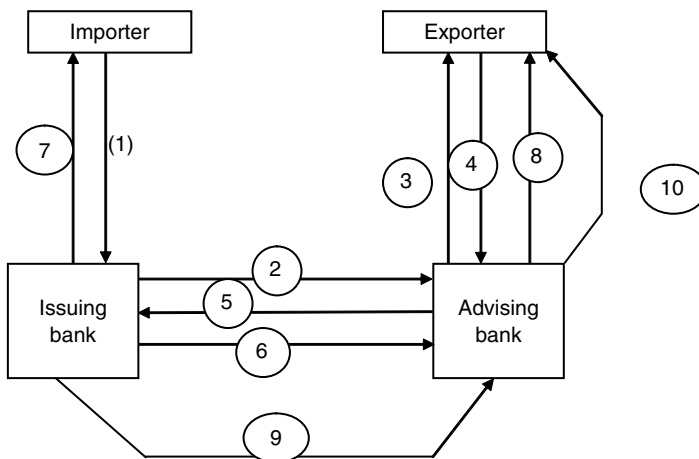 Importer
Exporter
7
(1)
3
4
8
10
2
Issuing
bank
5
Advising
bank
6
9